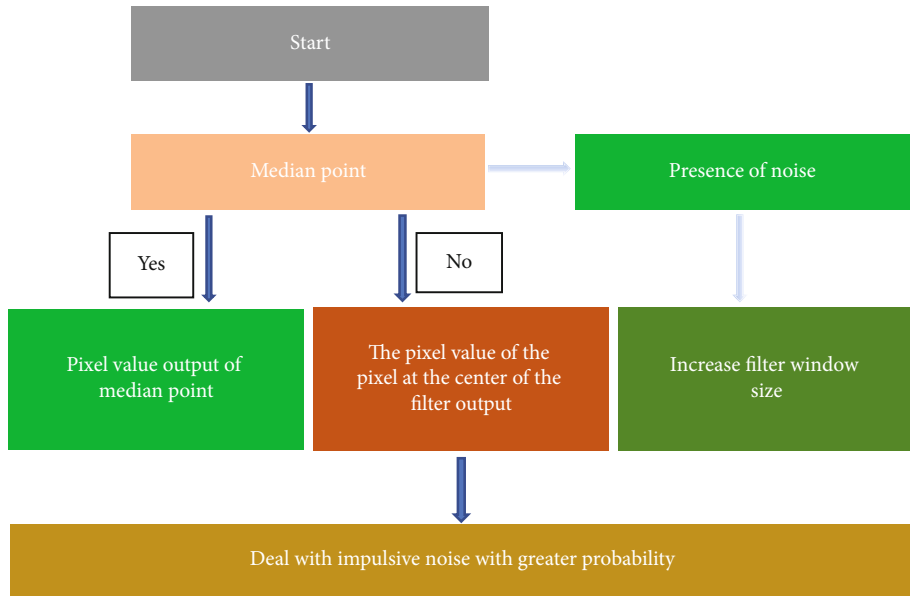 Start
Median point
Presence of noise
Yes
No
Pixel value output of
median point
The pixel value of the
pixel at the center of the
filter output
Increase filter window
size
Deal with impulsive noise with greater probability